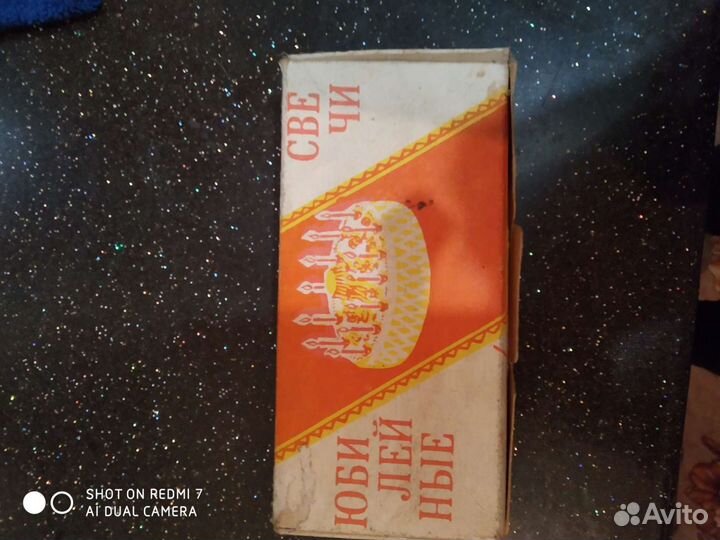 СВЕ
ЧИ
ЮБИ
ЛЕЙ
НЫЕ
SHOT ON REDMI 7
AI DUAL CAMERA
Avito